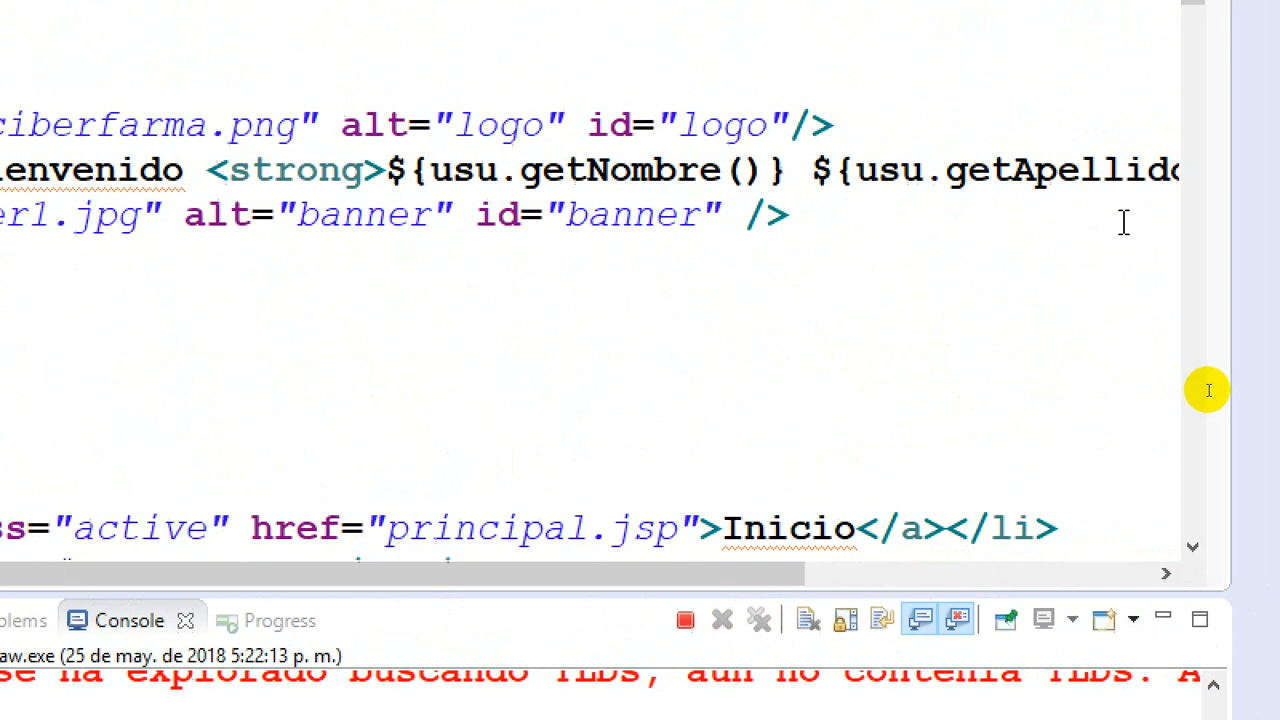 ciberfarma.png" alt="logo" id="logo"/>
ienvenido <strong>${usu.getNombre()} ${usu.getApellido
er1.jpg" alt="banner" id="banner" />
ss="active" href="principal.jsp">Inicio</a></li>
blems Console Progress
aw.exe (25 de may. de 2018 5:22:13 p. m.)
se ha explorado buscando TLDs, aún no contenía TLDs. A